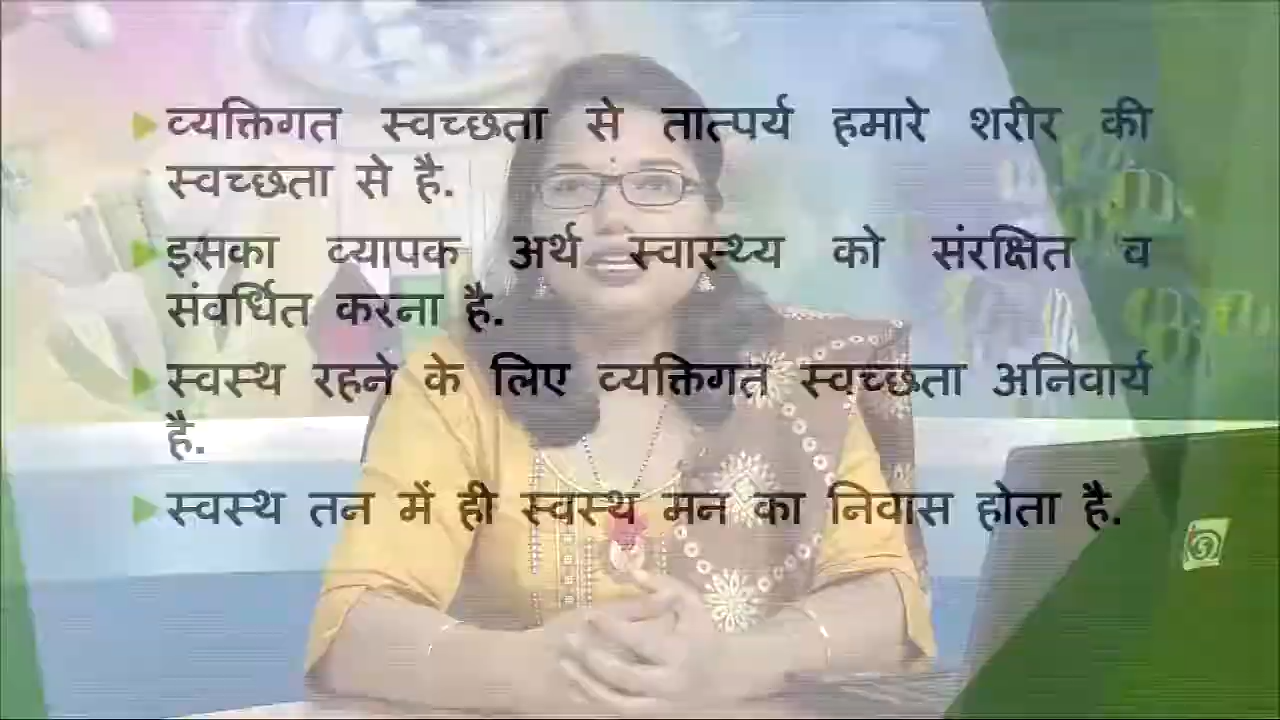 व्यक्तिगत स्वच्छता से तात्पर्य हमारे शरीर की
स्वच्छता से है.
इसका व्यापक अर्थ स्वास्थ्य को संरक्षित व
संवर्धित करना है.
स्वस्थ रहने के लिए व्यक्तिगत स्वच्छता अनिवार्य
है.
स्वस्थ तन में ही स्वस्थ मन का निवास होता है.